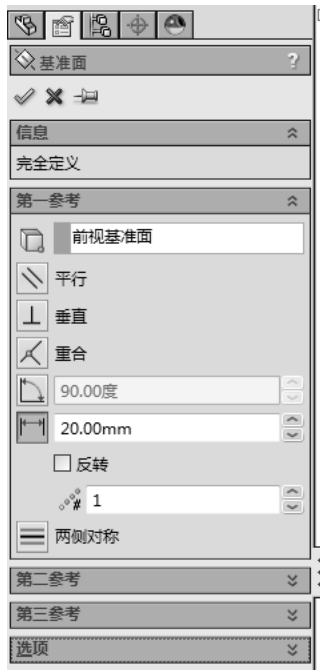 基准面
?
信息
完全定义
第一参考
前视基准面
平行
垂直
重合
90.00度
20.00mm
反转
# 1
两侧对称
第二参考
第三参考
选项